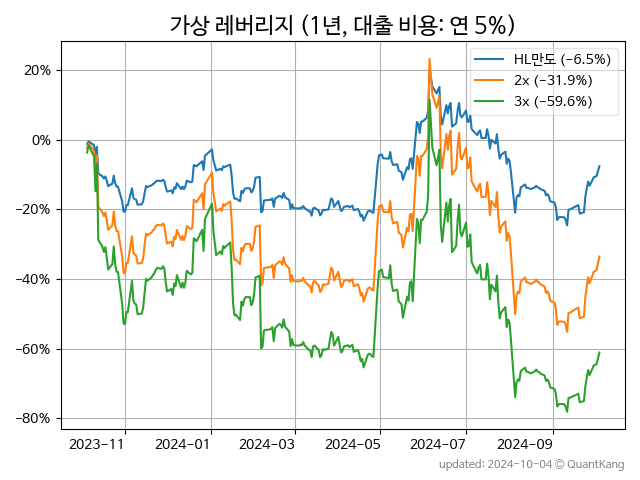 가상 레버리지 (1년, 대출 비용: 연 5%)
HL만도 (−6.5%)
2x (−31.9%)
3x (−59.6%)
20%
0%
−20%
−40%
−60%
−80%
2023-11 2024-01 2024-03 2024-05 2024-07 2024-09
updated: 2024-10-04 © QuantKang